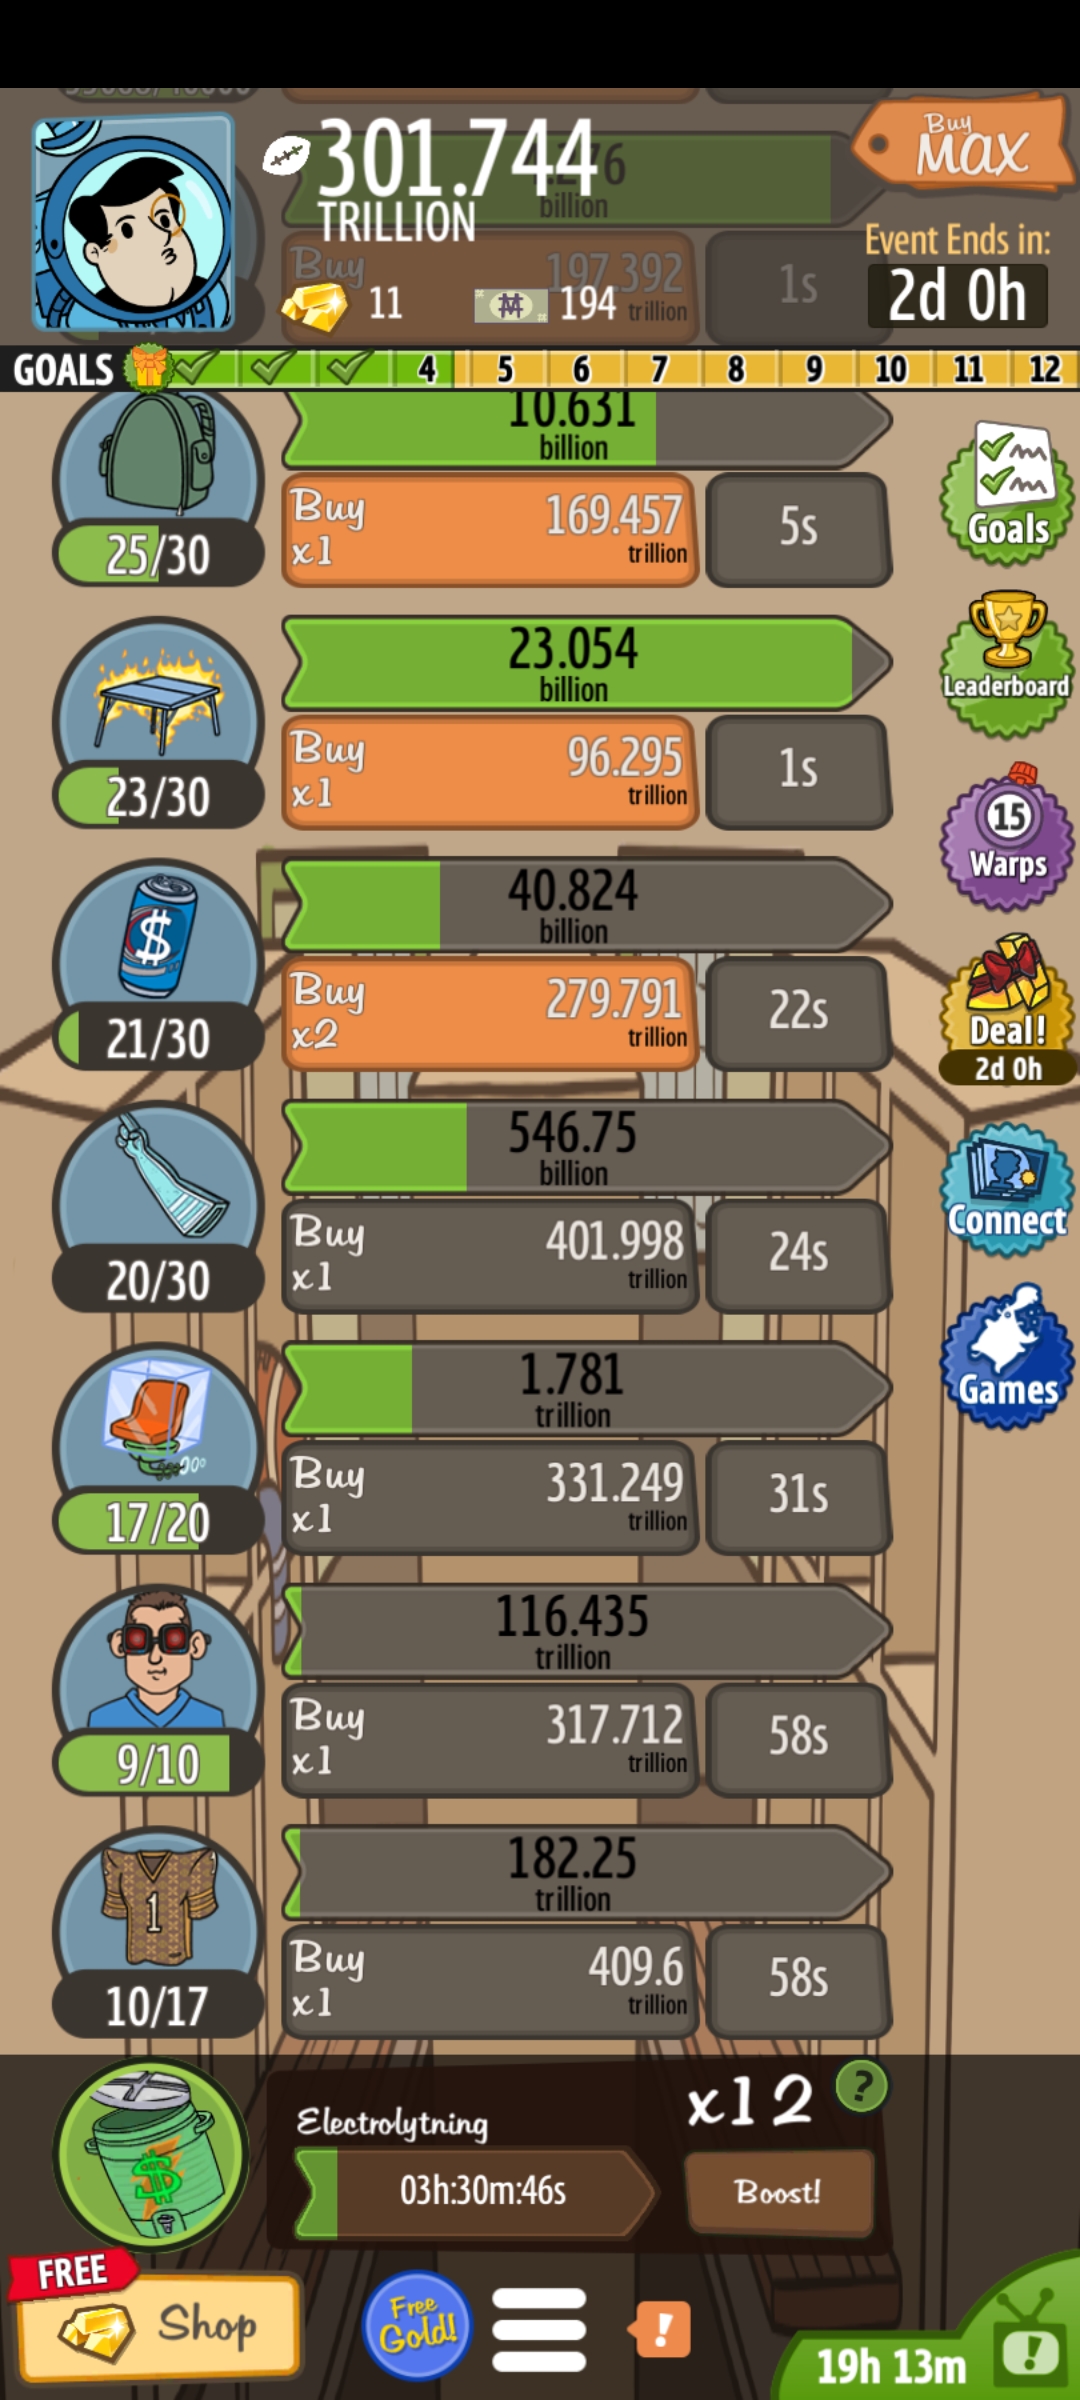 301.744
TRILLION
Buy
MAX
billion
Event Ends in:
2d 0h
Buy
197.392
trillion
1s
11
194
GOALS
4 5 6 7 8 9 10 11 12
10.631
billion
Buy
x1
169.457
trillion
5s
25/30
Goals
23.054
billion
Buy
x1
96.295
trillion
1s
23/30
Leaderboard
15
Warps
40.824
billion
$
Buy
x2
279.791
trillion
22s
21/30
Deal!
2d 0h
546.75
billion
Buy
x1
401.998
trillion
24s
20/30
Connect
1.781
trillion
Buy
x1
331.249
trillion
31s
17/20
Games
116.435
trillion
Buy
x1
317.712
trillion
58s
9/10
182.25
trillion
1
Buy
x1
409.6
trillion
58s
10/17
x12
?
Electrolytning
$
03h:30m:46s
Boost!
FREE
Shop
Free
Gold!
!
19h 13m
!